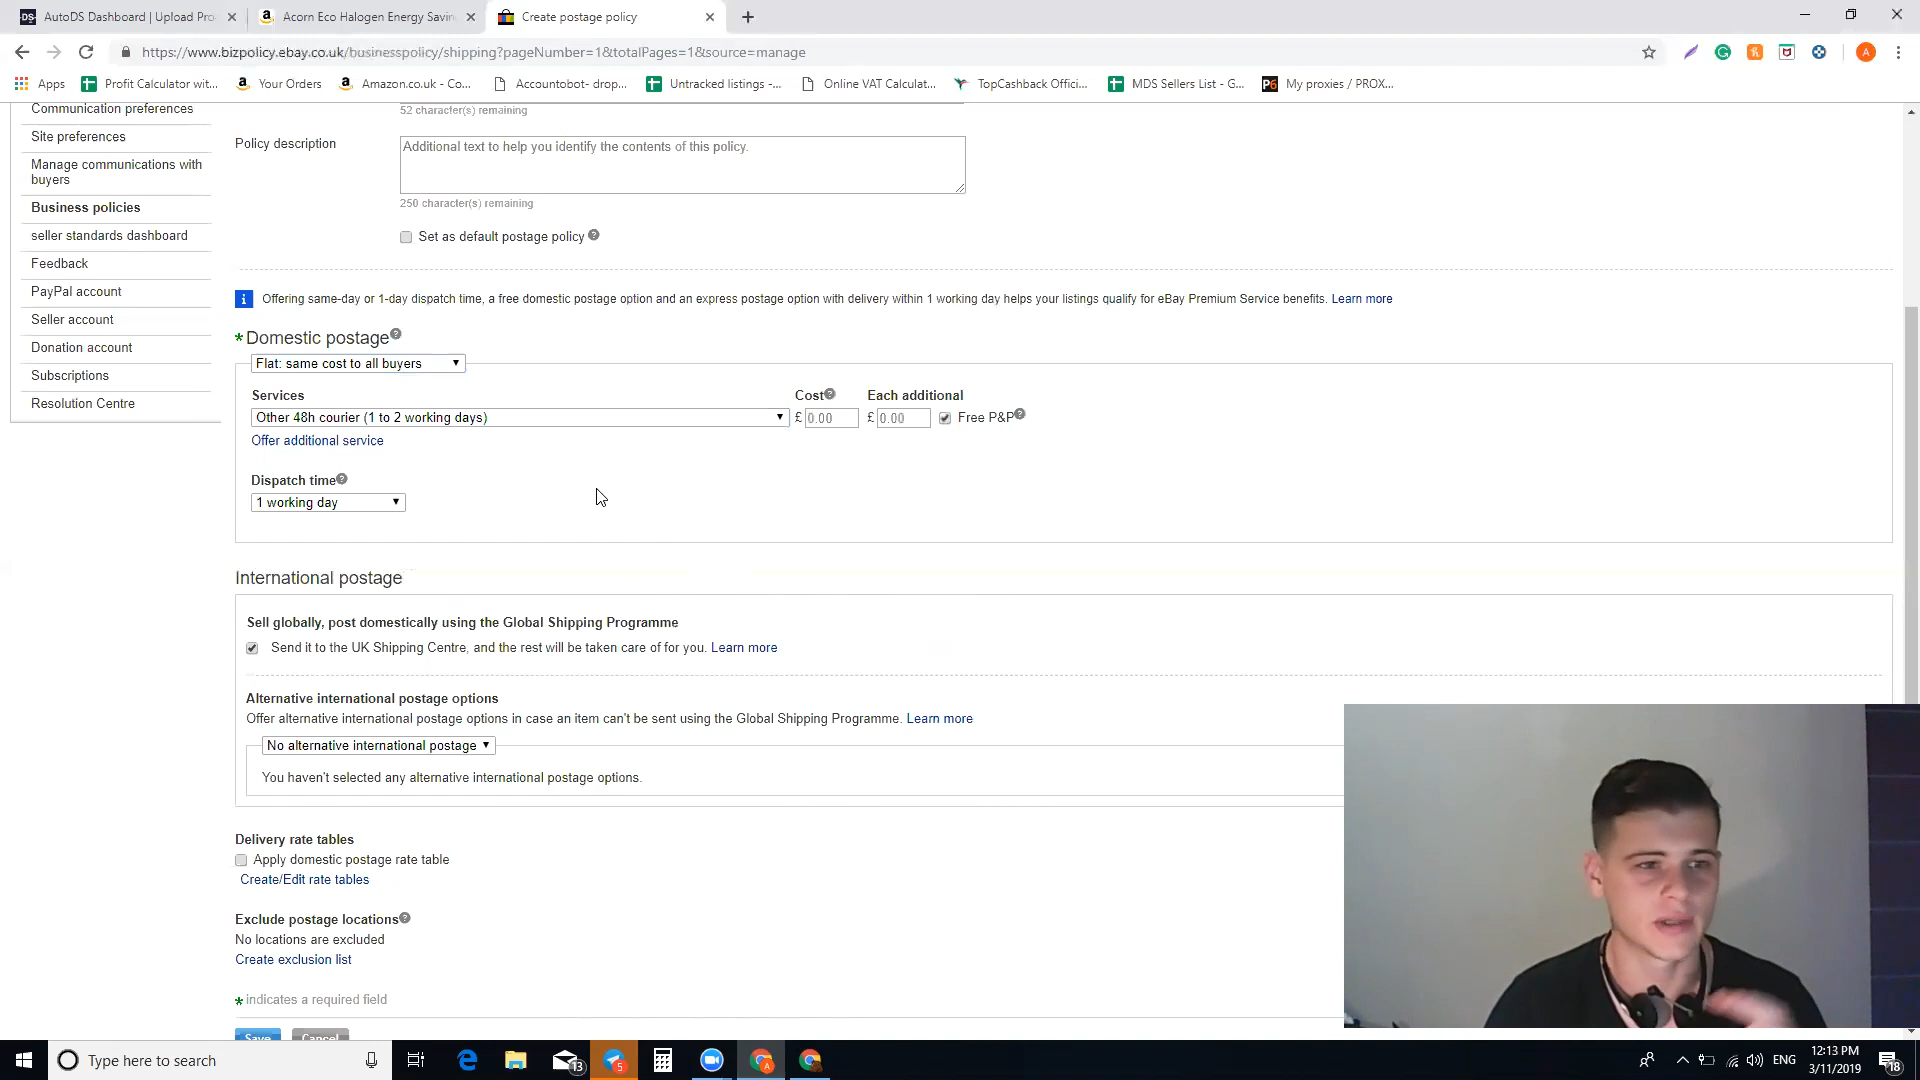 AutoDS Dashboard | Upload Pro
Acorn Eco Halogen Energy Savin
Create postage policy
https://www.bizpolicy.ebay.co.uk/businesspolicy/shipping?pageNumber=1&totalPages=1&source=manage
Apps
Profit Calculator wit...
Your Orders
Amazon.co.uk - Co...
Accountobot- drop...
Untracked listings -...
Online VAT Calculat...
TopCashback Offici...
MDS Sellers List - G...
My proxies / PROX...
Communication preferences
Site preferences
Manage communications with
buyers
Business policies
seller standards dashboard
Feedback
PayPal account
Seller account
Donation account
Subscriptions
Resolution Centre
52 character(s) remaining
Policy description
Additional text to help you identify the contents of this policy.
250 character(s) remaining
Set as default postage policy
Offering same-day or 1-day dispatch time, a free domestic postage option and an express postage option with delivery within 1 working day helps your listings qualify for eBay Premium Service benefits. Learn more
* Domestic postage
Flat: same cost to all buyers
Services Cost Each additional
Other 48h courier (1 to 2 working days) £ 0.00 £ 0.00 Free P&P
Offer additional service
Dispatch time
1 working day
International postage
Sell globally, post domestically using the Global Shipping Programme
Send it to the UK Shipping Centre, and the rest will be taken care of for you. Learn more
Alternative international postage options
Offer alternative international postage options in case an item can't be sent using the Global Shipping Programme. Learn more
No alternative international postage
You haven't selected any alternative international postage options.
Delivery rate tables
Apply domestic postage rate table
Create/Edit rate tables
Exclude postage locations
No locations are excluded
Create exclusion list
* indicates a required field
Save Cancel
Type here to search
13
5
ENG
12:13 PM
3/11/2019
18